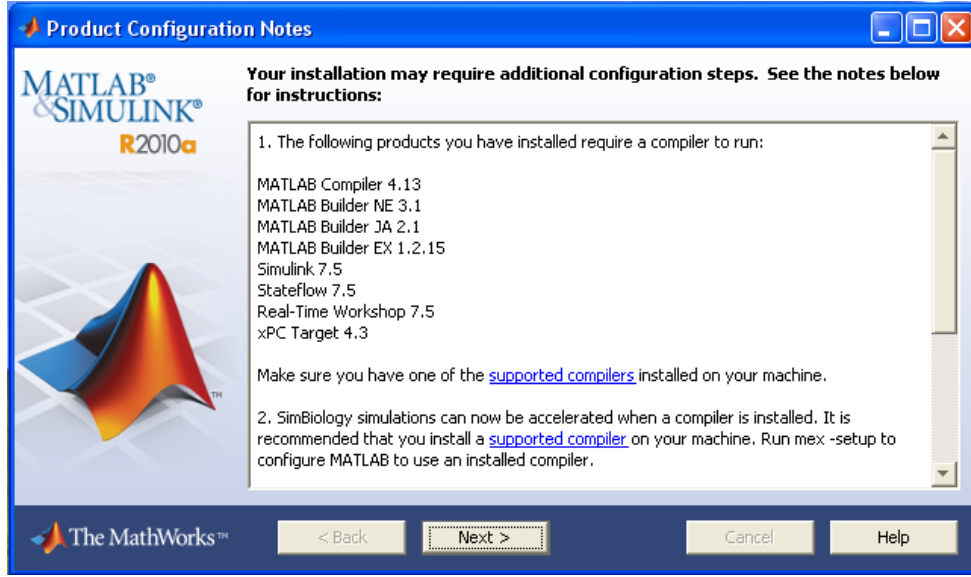 Product Configuration Notes
MATLAB®
&SIMULINK®
R2010a
Your installation may require additional configuration steps. See the notes below
for instructions:
1. The following products you have installed require a compiler to run:
MATLAB Compiler 4.13
MATLAB Builder NE 3.1
MATLAB Builder JA 2.1
MATLAB Builder EX 1.2.15
Simulink 7.5
Stateflow 7.5
Real-Time Workshop 7.5
xPC Target 4.3
Make sure you have one of the supported compilers installed on your machine.
2. SimBiology simulations can now be accelerated when a compiler is installed. It is
recommended that you install a supported compiler on your machine. Run mex -setup to
configure MATLAB to use an installed compiler.
TM
The MathWorks™
< Back
Next >
Cancel
Help